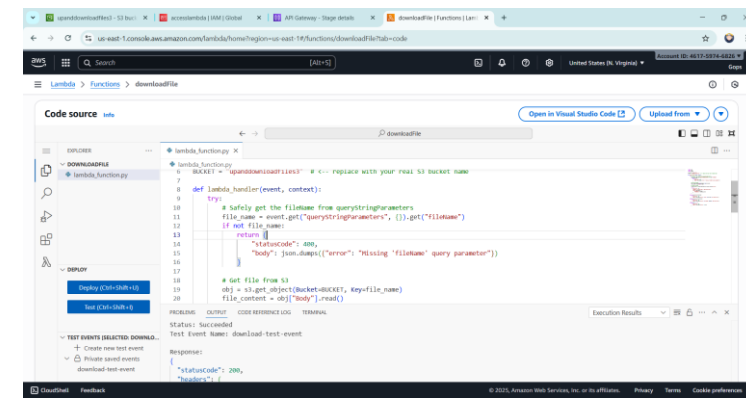 upanddownloadfiles3 - S3 buc
accesslambda | IAM | Global
API Gateway - Stage details
downloadFile | Functions | Lam
us-east-1.console.aws.amazon.com/lambda/home?region=us-east-1#/functions/downloadFile?tab=code
aws
Search
[Alt+S]
United States (N. Virginia)
Account ID: 4617-5974-6826
Gops
Lambda > Functions > downloadFile
Code source Info
Open in Visual Studio Code
Upload from
downloadFile
EXPLORER
lambda_function.py
DOWNLOADFILE
lambda_function.py
lambda_function.py
6 BUCKET = "upanddownloadfiles3" # <-- replace with your real S3 bucket name
7
8 def lambda_handler(event, context):
9 try:
10 # Safely get the fileName from queryStringParameters
11 file_name = event.get("queryStringParameters", {}).get("fileName")
12 if not file_name:
13 return {
14 "statusCode": 400,
15 "body": json.dumps({"error": "Missing 'fileName' query parameter"})
16 }
17
18 # Get file from S3
19 obj = s3.get_object(Bucket=BUCKET, Key=file_name)
20 file_content = obj["Body"].read()
DEPLOY
Deploy (Ctrl+Shift+U)
Test (Ctrl+Shift+I)
TEST EVENTS [SELECTED: DOWNLO...
Create new test event
Private saved events
download-test-event
PROBLEMS OUTPUT CODE REFERENCE LOG TERMINAL
Execution Results
Status: Succeeded
Test Event Name: download-test-event
Response:
{
"statusCode": 200,
"headers": {
CloudShell Feedback
© 2025, Amazon Web Services, Inc. or its affiliates. Privacy Terms Cookie preferences